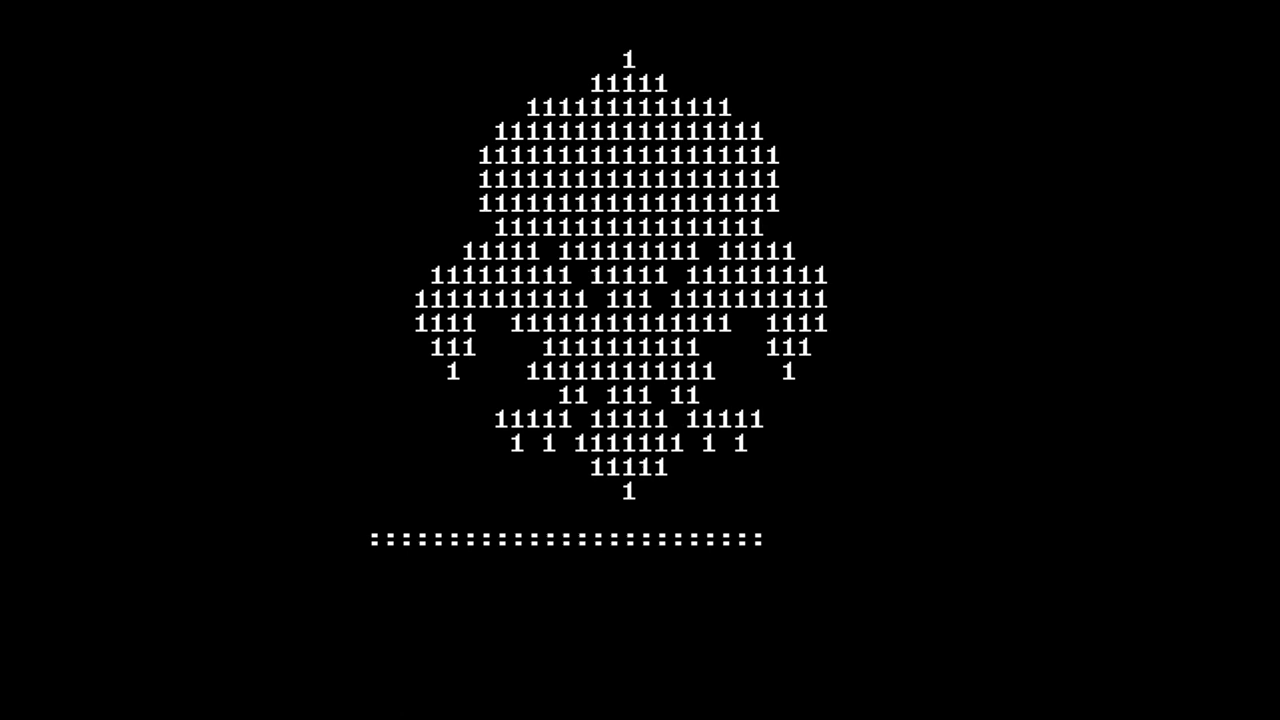 1
              11111
          1111111111111
        11111111111111111
       1111111111111111111
       1111111111111111111
       1111111111111111111
        11111111111111111
      11111 111111111 11111
    111111111 11111 111111111
   11111111111 111 1111111111
   1111  11111111111111  1111
    111    1111111111    111
     1    111111111111    1
            11 111 11
        11111 11111 11111
         1 1 1111111 1 1
              11111
                1
:::::::::::::::::::::::::